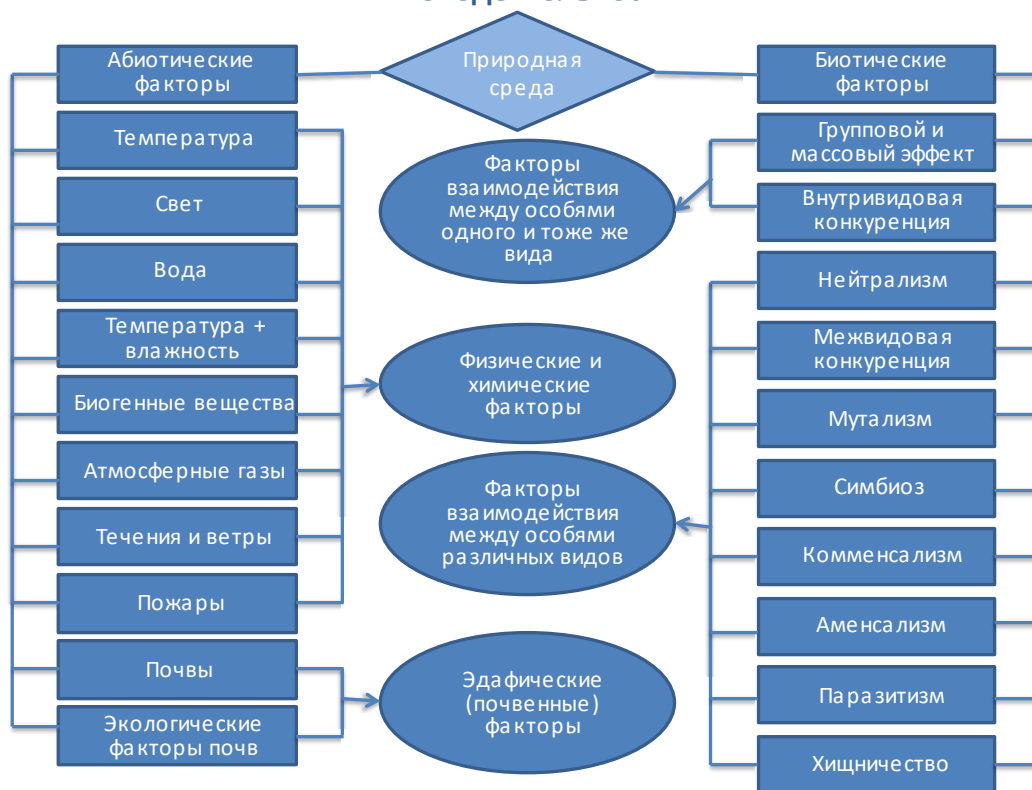 Природная
среда
Абиотические
факторы
Температура
Свет
Вода
Температура +
влажность
Биогенные вещества
Атмосферные газы
Течения и ветры
Пожары
Почвы
Экологические
факторы почв
Факторы
взаимодействия
между особями
одного и тоже же
вида
Физические и
химические
факторы
Факторы
взаимодействия
между особями
различных видов
Эдафические
(почвенные)
факторы
Биотические
факторы
Групповой и
массовый эффект
Внутривидовая
конкуренция
Нейтрализм
Межвидовая
конкуренция
Мутализм
Симбиоз
Комменсализм
Аменсализм
Паразитизм
Хищничество